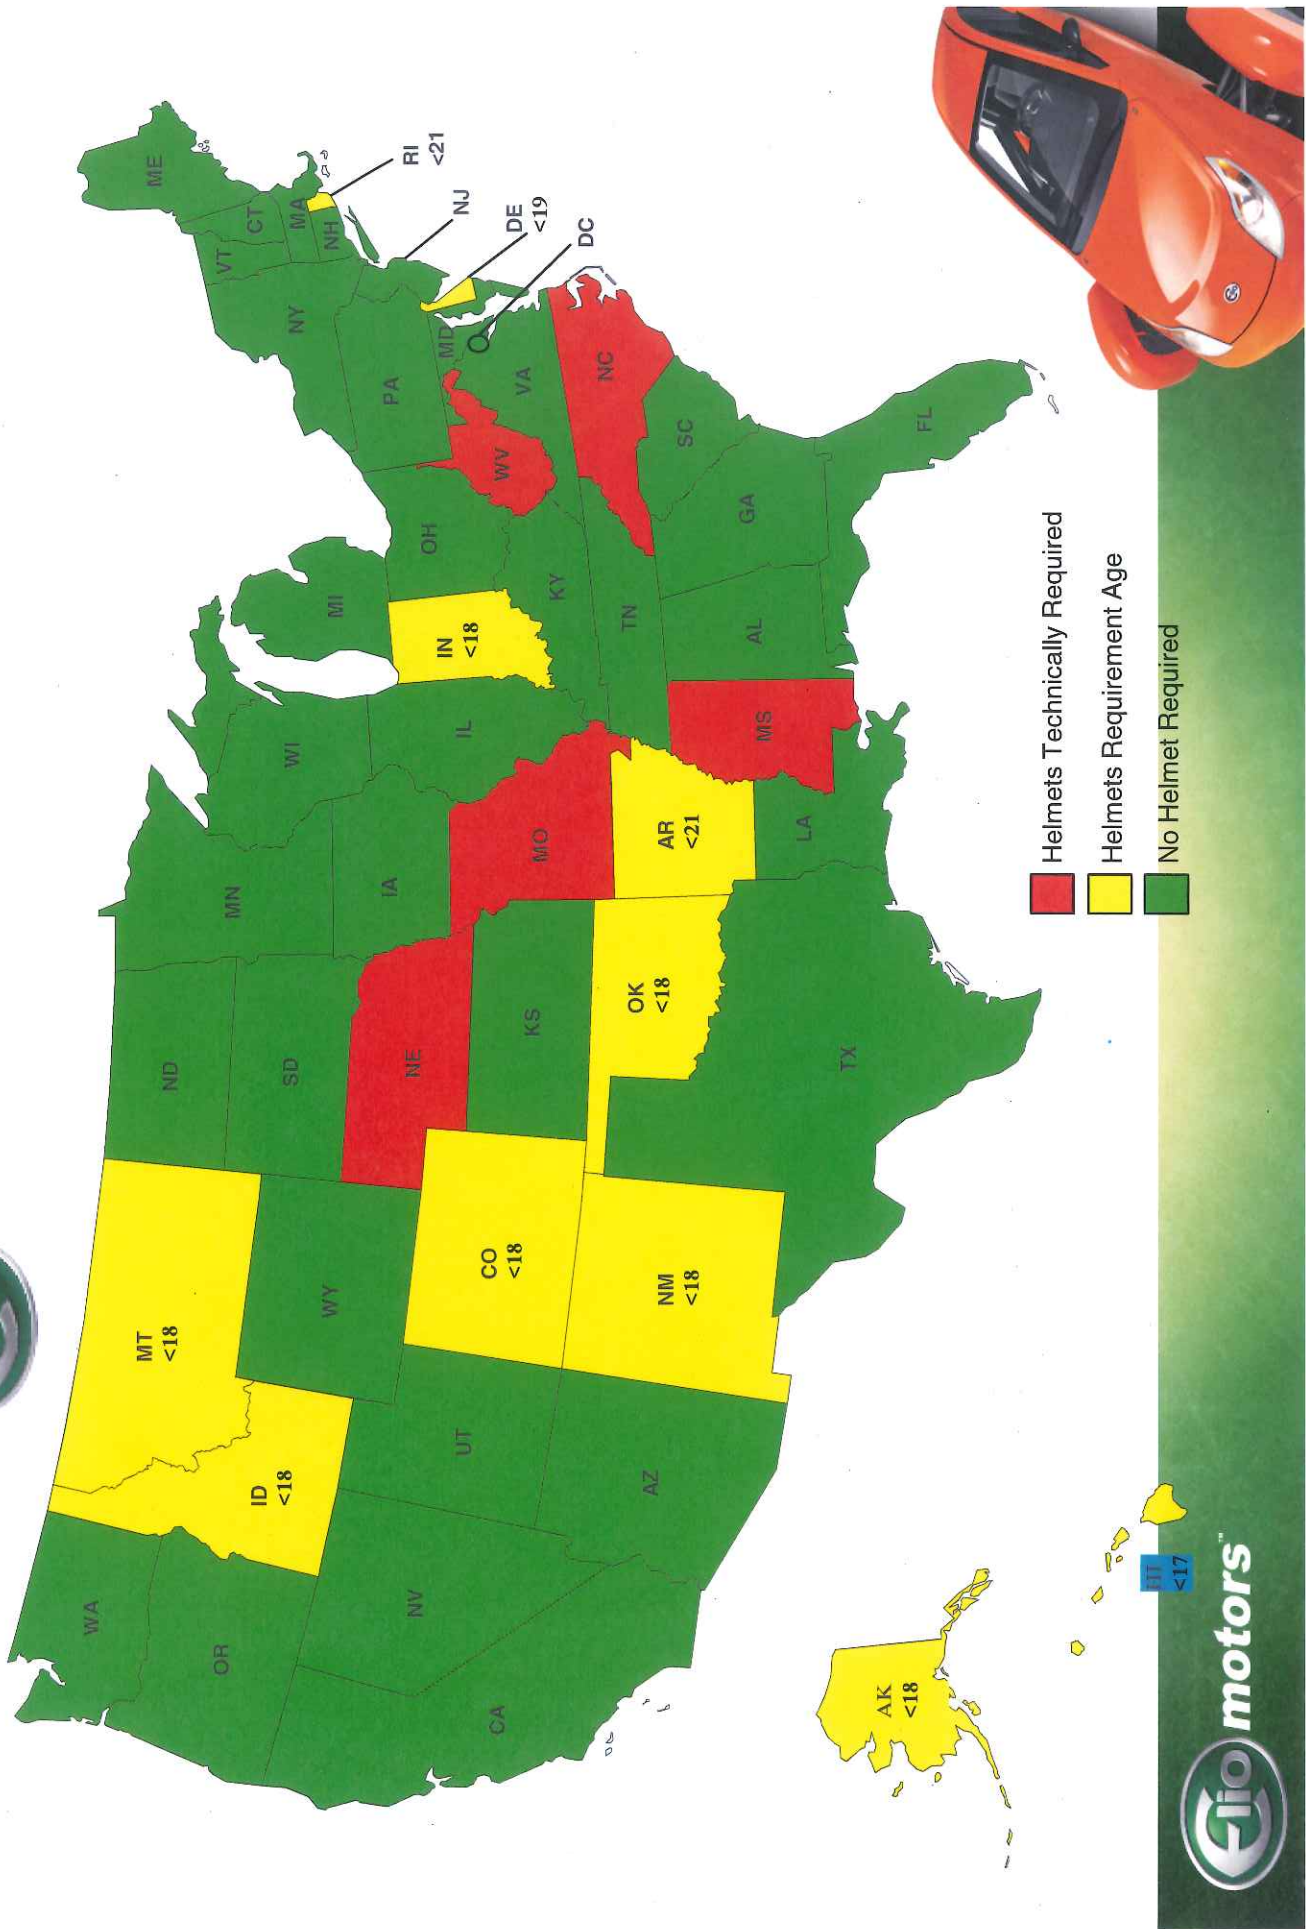 WA
OR
CA
NV
ID
<18
MT
<18
WY
UT
AZ
CO
<18
NM
<18
ND
SD
NE
KS
OK
<18
TX
MN
IA
MO
AR
<21
LA
WI
IL
MS
MI
IN
<18
KY
TN
AL
OH
WV
GA
FL
SC
NC
VA
PA
NY
MD
VT
CT
MA
NH
ME
RI
<21
NJ
DE
<19
DC
AK
<18
HI
<17
Helmets Technically Required
Helmets Requirement Age
No Helmet Required
elio motors™